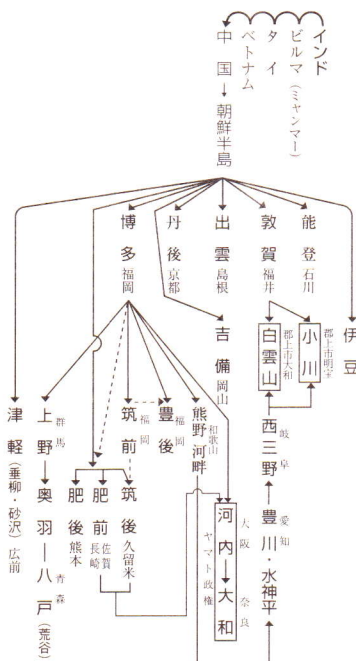 インド
ビルマ(ミャンマー)
タイ
ベトナム
中国
朝鮮半島
伊豆
能登 石川
敦賀 福井
出雲 島根
丹後 京都
博多 福岡
小川 郡上市明宝
白雲山 郡上市大和
吉備 岡山
熊野 河畔 和歌山
豊後 福岡
筑前 福岡
上野 群馬
津軽(垂柳・砂沢)広前
西三野 岐阜
豊川・水神平 愛知
河内 大和
大阪 奈良
ヤマト政権
筑後 久留米
肥前 佐賀 長崎
肥後 熊本
奥羽 八戸(荒谷) 青森